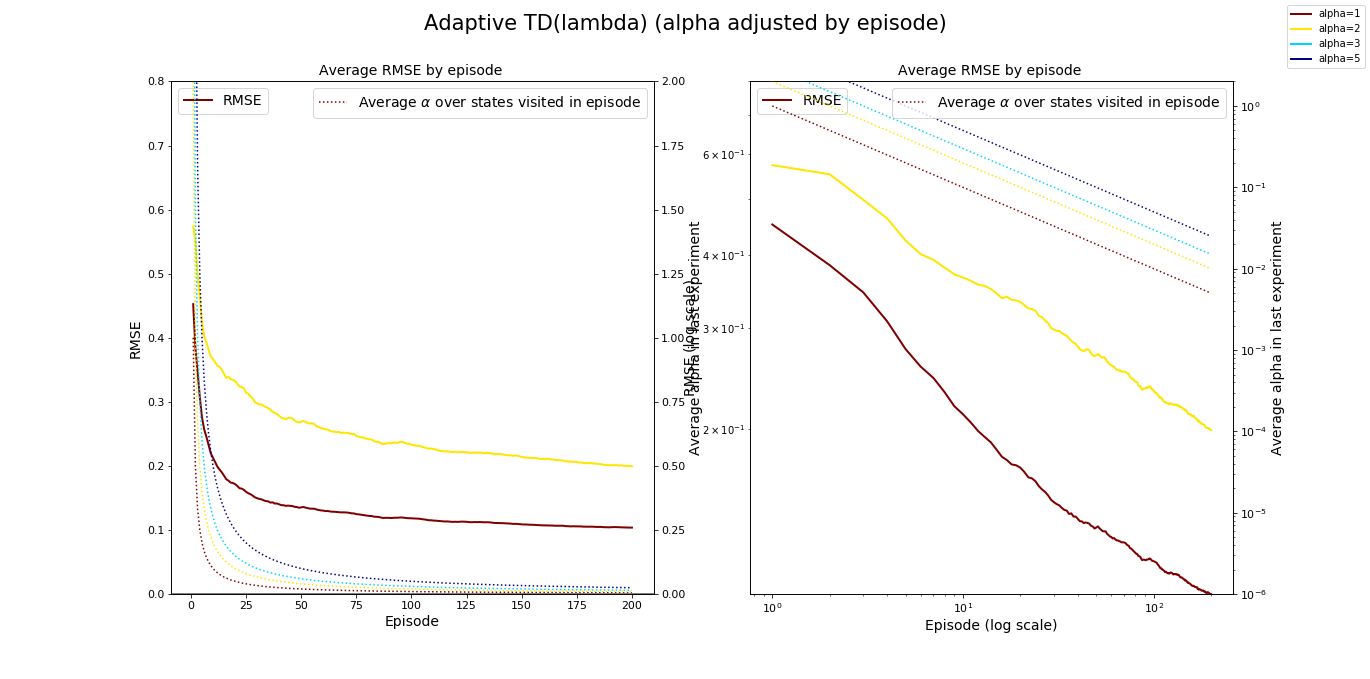 Adaptive TD(lambda) (alpha adjusted by episode)
alpha=1
alpha=2
alpha=3
alpha=5
Average RMSE by episode
RMSE
Average α over states visited in episode
0.8
0.7
0.6
0.5
0.4
0.3
0.2
0.1
0.0
RMSE
0
25
50
75
100
125
150
175
200
Episode
2.00
1.75
1.50
1.25
1.00
0.75
0.50
0.25
0.00
Average alpha in last experiment
Average RMSE by episode
RMSE
Average α over states visited in episode
RMSE (log scale)
6 × 10⁻¹
4 × 10⁻¹
3 × 10⁻¹
2 × 10⁻¹
10⁰
10¹
10²
Episode (log scale)
10⁰
10⁻¹
10⁻²
10⁻³
10⁻⁴
10⁻⁵
10⁻⁶
Average alpha in last experiment